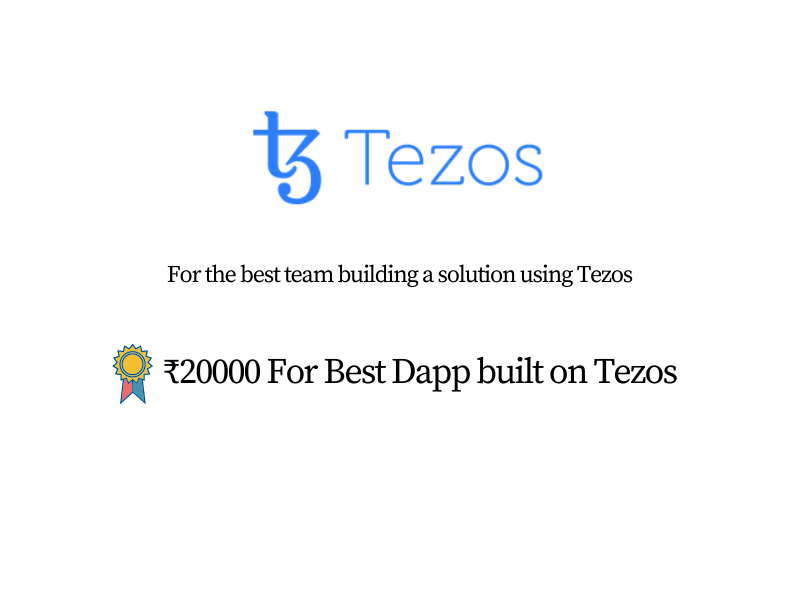 Tezos
For the best team building a solution using Tezos
₹20000 For Best Dapp built on Tezos